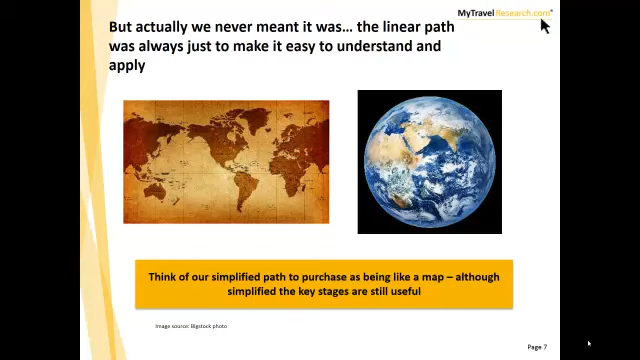 MyTravelResearch.com®
But actually we never meant it was… the linear path
was always just to make it easy to understand and
apply
Think of our simplified path to purchase as being like a map – although
simplified the key stages are still useful
Image source: Bigstock photo
Page 7